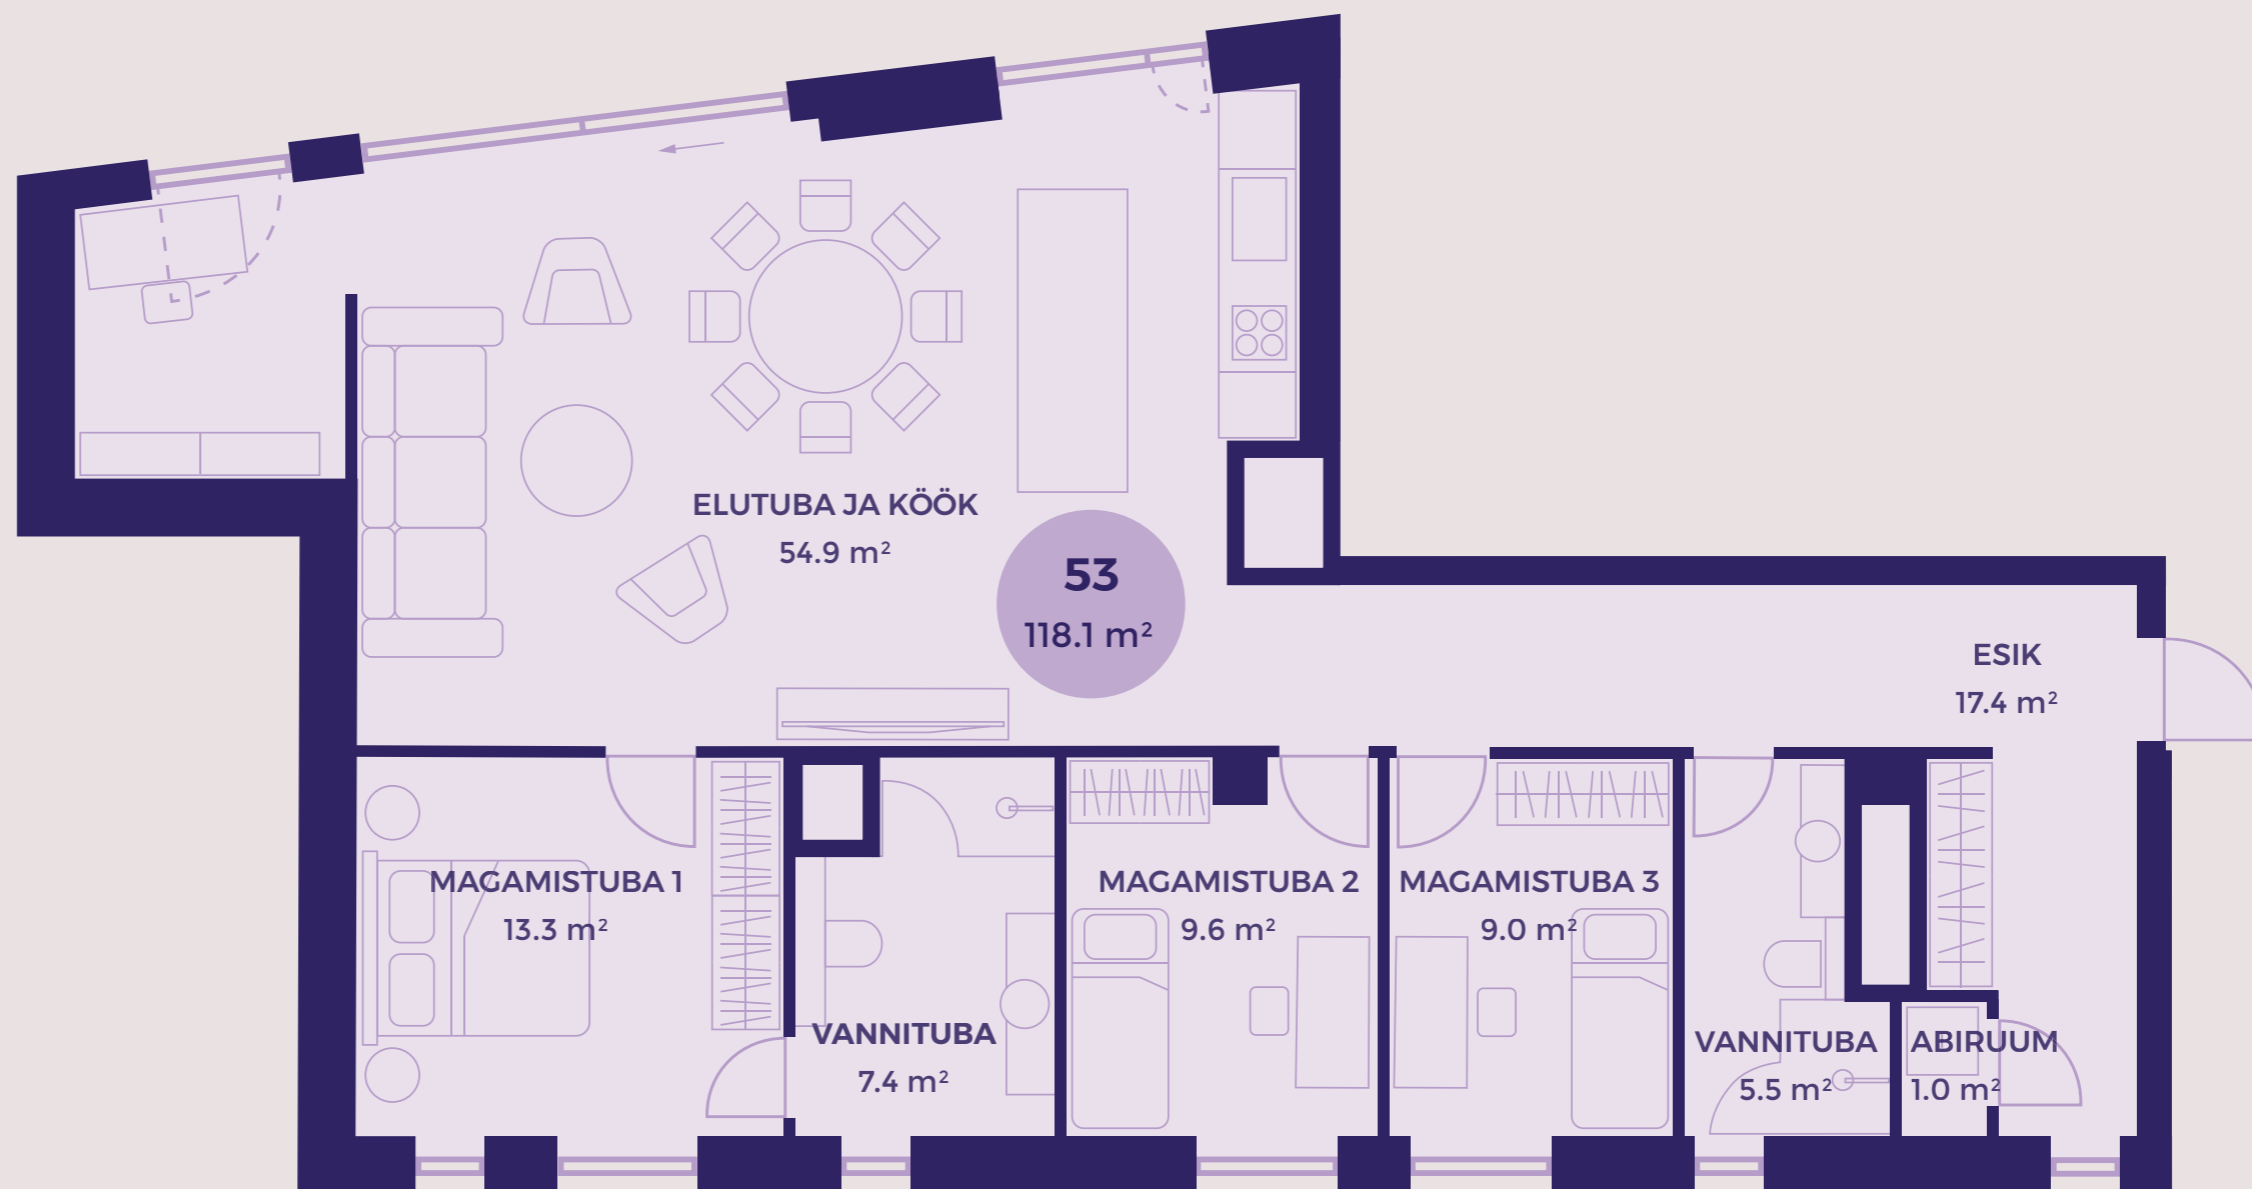 ELUTUBA JA KÖÖK
54.9 m²
53
118.1 m²
ESIK
17.4 m²
MAGAMISTUBA 1
13.3 m²
MAGAMISTUBA 2
9.6 m²
MAGAMISTUBA 3
9.0 m²
VANNITUBA
7.4 m²
VANNITUBA
5.5 m²
ABIRUUM
1.0 m²